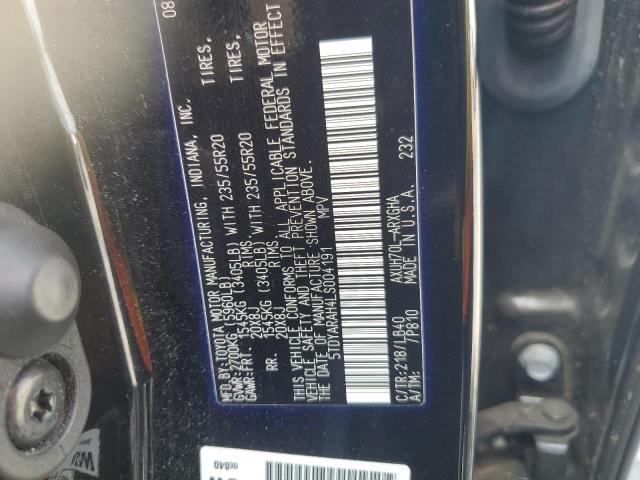 MFD.BY:TOYOTA MOTOR MANUFACTURING, INDIANA, INC. 08
GVWR:2700KG(5960LB)
GAWR:FRT. 1545KG(3405LB) WITH 235/55R20 TIRES,
20X8J RIMS,
RR. 1545KG(3405LB) WITH 235/55R20 TIRES,
20X8J RIMS,
THIS VEHICLE CONFORMS TO ALL APPLICABLE FEDERAL MOTOR
VEHICLE SAFETY AND THEFT PREVENTION STANDARDS IN EFFECT
ON THE DATE OF MANUFACTURE SHOWN ABOVE.
5TDYARAH4LS004191 MPV
C/TR:218/LB40 AXUH70L-ARXGHA
A/TM: /P810 MADE IN U.S.A. 232
0E840